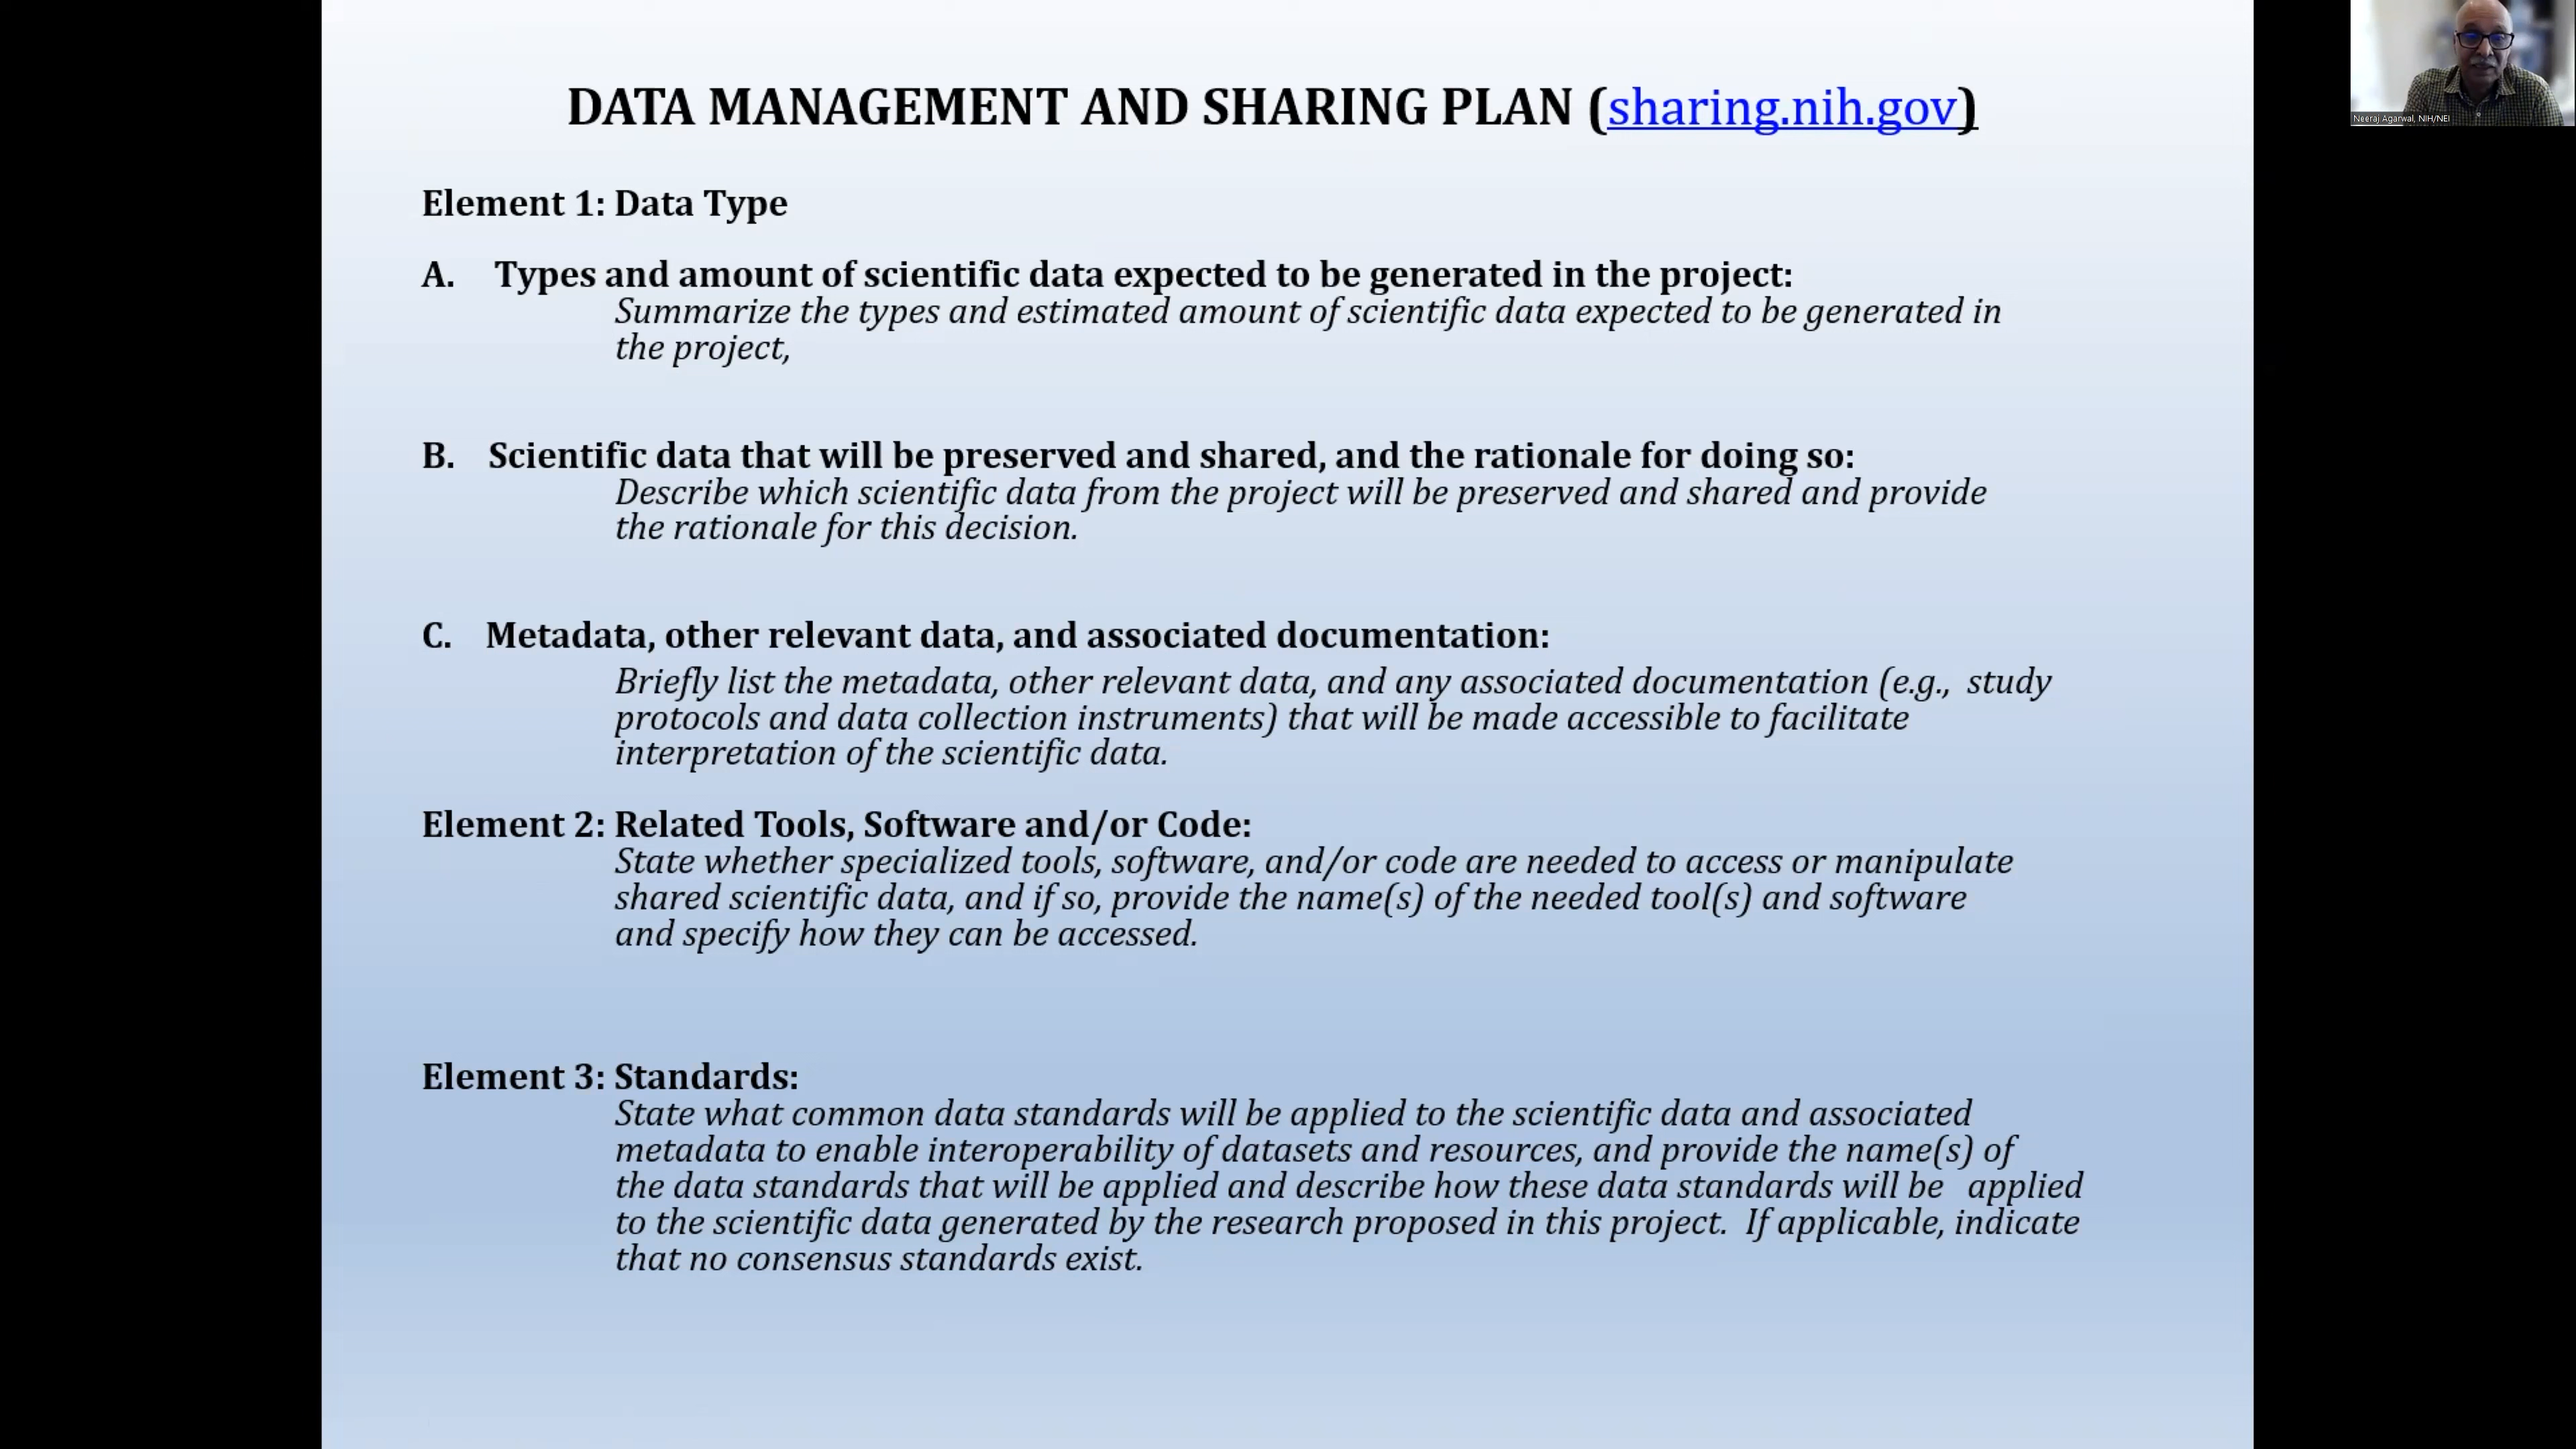 DATA MANAGEMENT AND SHARING PLAN (sharing.nih.gov)
Neeraj Agarwal, NIH/NEI
Element 1: Data Type
A. Types and amount of scientific data expected to be generated in the project:
Summarize the types and estimated amount of scientific data expected to be generated in
the project,
B. Scientific data that will be preserved and shared, and the rationale for doing so:
Describe which scientific data from the project will be preserved and shared and provide
the rationale for this decision.
C. Metadata, other relevant data, and associated documentation:
Briefly list the metadata, other relevant data, and any associated documentation (e.g., study
protocols and data collection instruments) that will be made accessible to facilitate
interpretation of the scientific data.
Element 2: Related Tools, Software and/or Code:
State whether specialized tools, software, and/or code are needed to access or manipulate
shared scientific data, and if so, provide the name(s) of the needed tool(s) and software
and specify how they can be accessed.
Element 3: Standards:
State what common data standards will be applied to the scientific data and associated
metadata to enable interoperability of datasets and resources, and provide the name(s) of
the data standards that will be applied and describe how these data standards will be applied
to the scientific data generated by the research proposed in this project. If applicable, indicate
that no consensus standards exist.